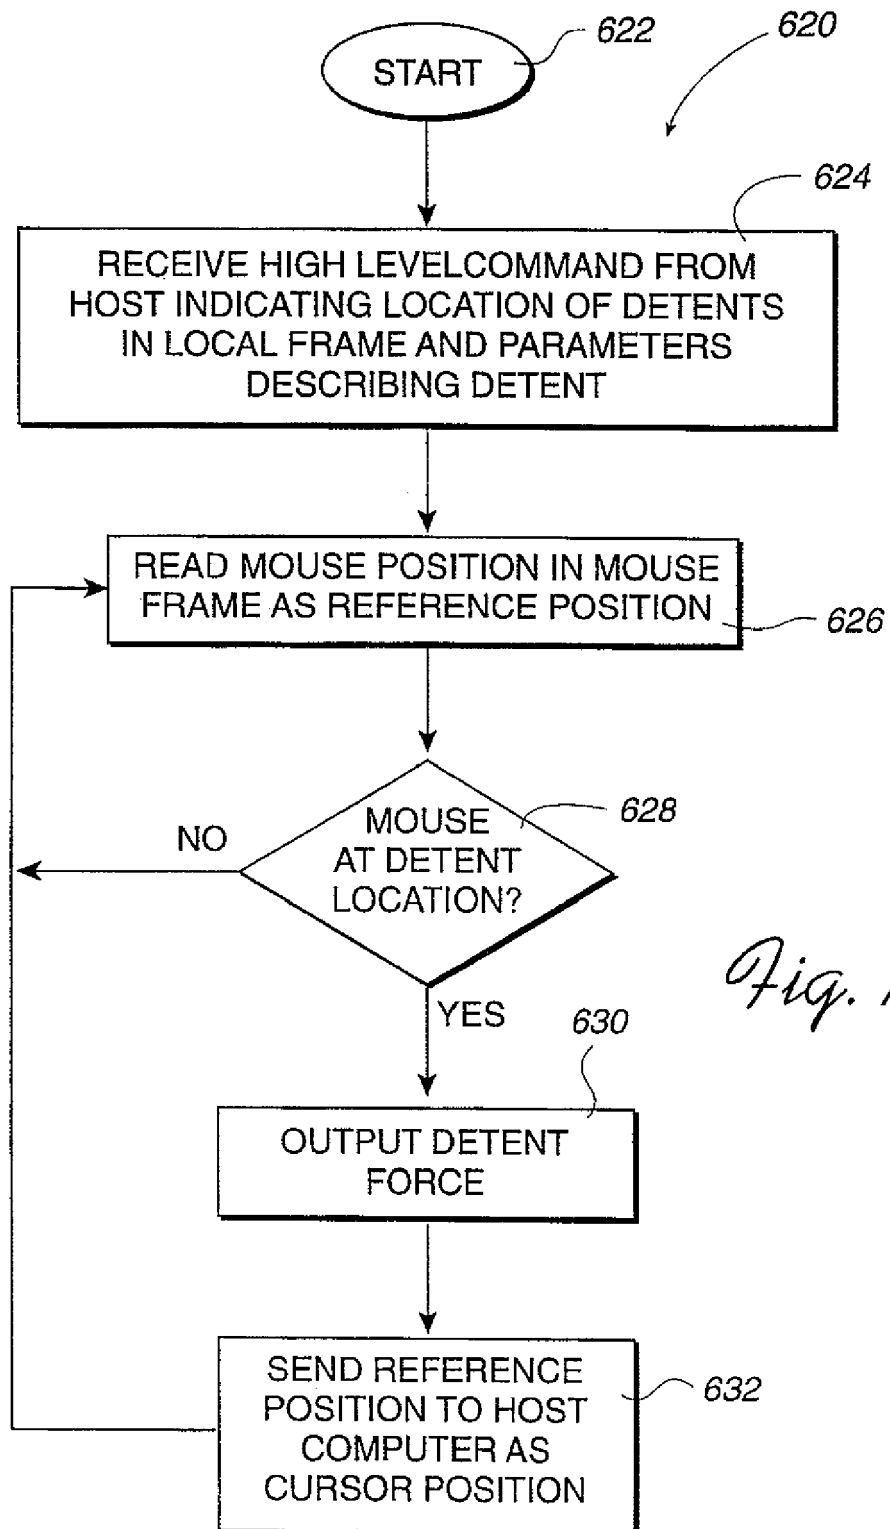 START
622
620
624
RECEIVE HIGH LEVELCOMMAND FROM
HOST INDICATING LOCATION OF DETENTS
IN LOCAL FRAME AND PARAMETERS
DESCRIBING DETENT
READ MOUSE POSITION IN MOUSE
FRAME AS REFERENCE POSITION
626
MOUSE
AT DETENT
LOCATION?
628
NO
YES
Fig.
630
OUTPUT DETENT
FORCE
SEND REFERENCE
POSITION TO HOST
COMPUTER AS
CURSOR POSITION
632